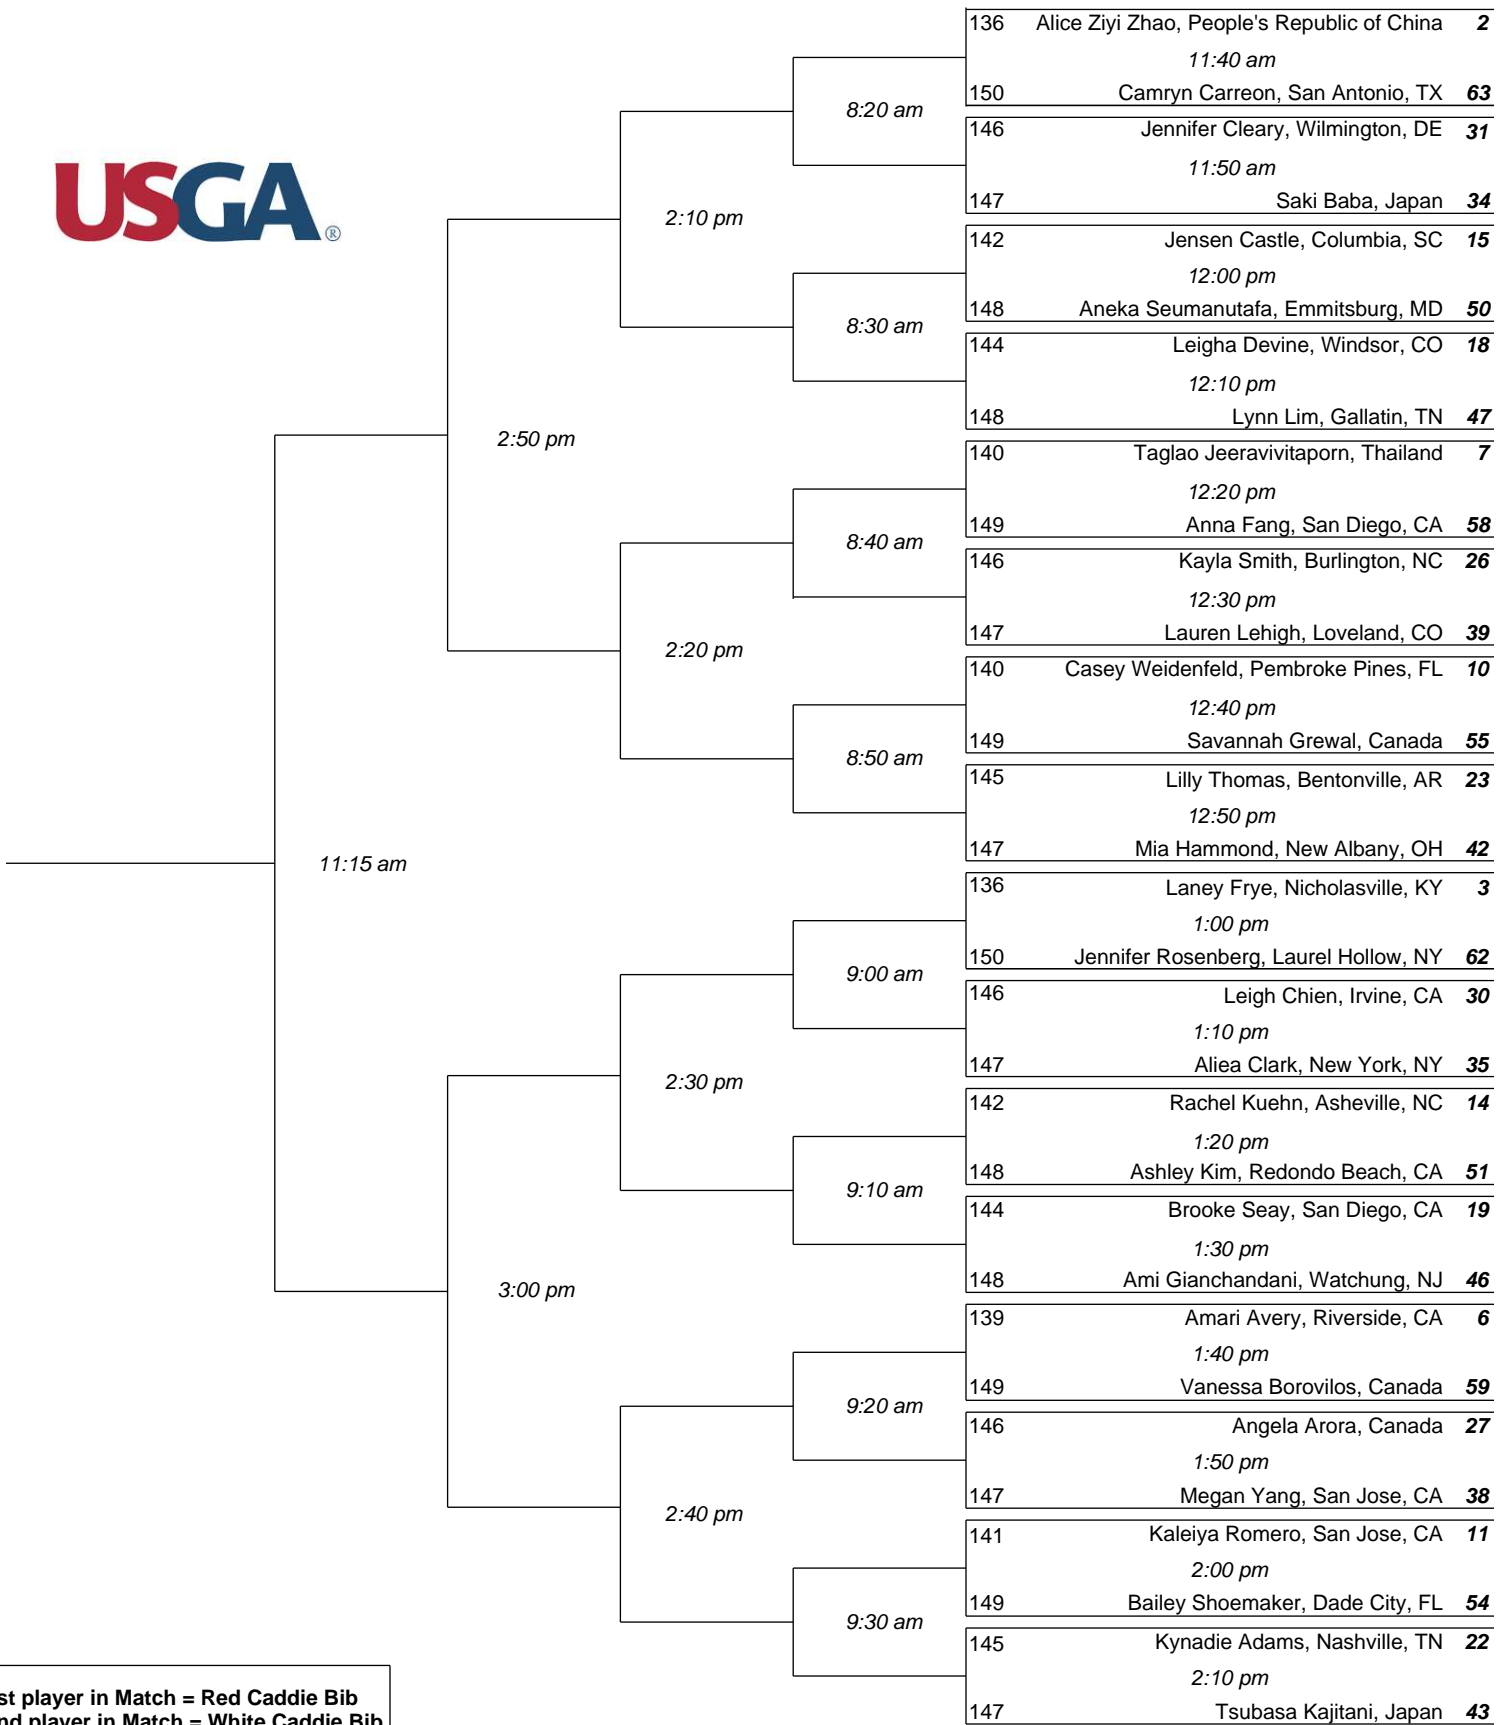 136 Alice Ziyi Zhao, People's Republic of China 2
11:40 am
150 Camryn Carreon, San Antonio, TX 63
8:20 am
146 Jennifer Cleary, Wilmington, DE 31
11:50 am
147 Saki Baba, Japan 34
USGA®
2:10 pm
142 Jensen Castle, Columbia, SC 15
12:00 pm
148 Aneka Seumanutafa, Emmitsburg, MD 50
8:30 am
144 Leigha Devine, Windsor, CO 18
12:10 pm
148 Lynn Lim, Gallatin, TN 47
2:50 pm
140 Taglao Jeeravivitaporn, Thailand 7
12:20 pm
149 Anna Fang, San Diego, CA 58
8:40 am
146 Kayla Smith, Burlington, NC 26
12:30 pm
147 Lauren Lehigh, Loveland, CO 39
2:20 pm
140 Casey Weidenfeld, Pembroke Pines, FL 10
12:40 pm
149 Savannah Grewal, Canada 55
8:50 am
145 Lilly Thomas, Bentonville, AR 23
12:50 pm
147 Mia Hammond, New Albany, OH 42
11:15 am
136 Laney Frye, Nicholasville, KY 3
1:00 pm
150 Jennifer Rosenberg, Laurel Hollow, NY 62
9:00 am
146 Leigh Chien, Irvine, CA 30
1:10 pm
147 Aliea Clark, New York, NY 35
2:30 pm
142 Rachel Kuehn, Asheville, NC 14
1:20 pm
148 Ashley Kim, Redondo Beach, CA 51
9:10 am
144 Brooke Seay, San Diego, CA 19
1:30 pm
148 Ami Gianchandani, Watchung, NJ 46
3:00 pm
139 Amari Avery, Riverside, CA 6
1:40 pm
149 Vanessa Borovilos, Canada 59
9:20 am
146 Angela Arora, Canada 27
1:50 pm
147 Megan Yang, San Jose, CA 38
2:40 pm
141 Kaleiya Romero, San Jose, CA 11
2:00 pm
149 Bailey Shoemaker, Dade City, FL 54
9:30 am
145 Kynadie Adams, Nashville, TN 22
2:10 pm
147 Tsubasa Kajitani, Japan 43
st player in Match = Red Caddie Bib
nd player in Match = White Caddie Bib